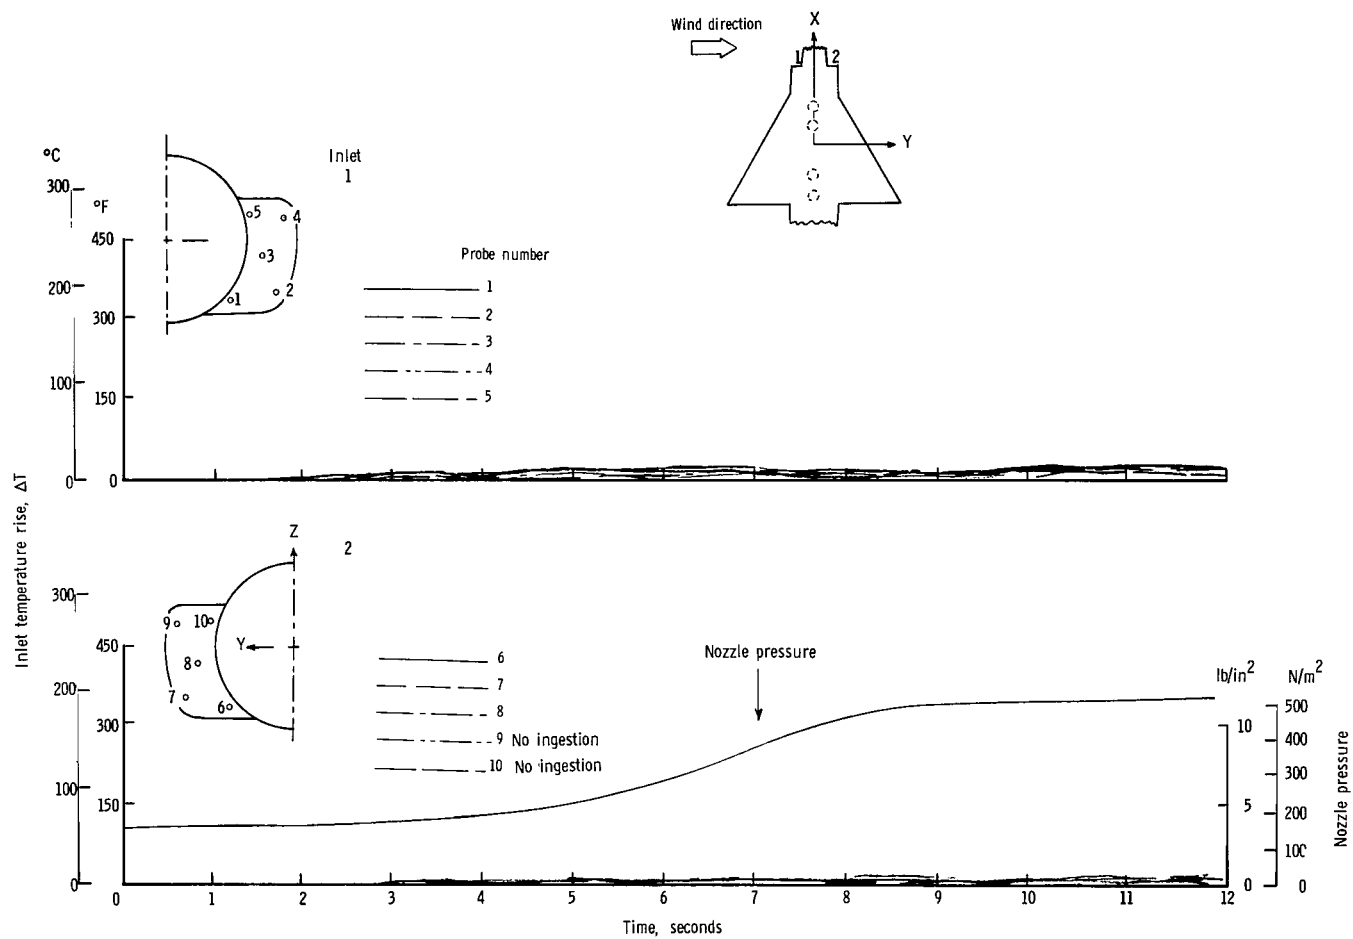 Wind direction
X
1 2
Y
°C
Inlet
1
300
°F
5 4
450
3
Probe number
200
1
2
1
300
2
3
100
4
150
5
0 0
Z
2
300
9 10
450
Y
6
Nozzle pressure
8
lb/in2 N/m2
7
200
7
6
8
500
300
10
9 No ingestion
400
10 No ingestion
300
100
150
5
200
100
0
0 0
0 1 2 3 4 5 6 7 8 9 10 11 12
Time, seconds
Inlet temperature rise, ΔT
Nozzle pressure